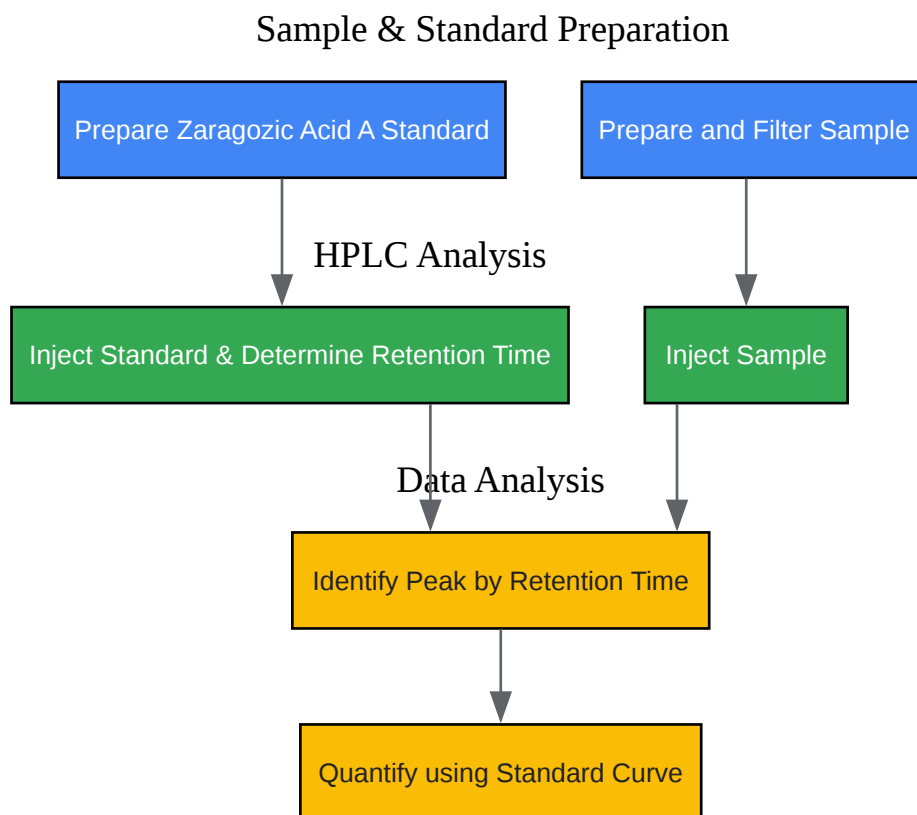 Sample & Standard Preparation
Prepare Zaragozic Acid A Standard
Prepare and Filter Sample
HPLC Analysis
Inject Standard & Determine Retention Time
Inject Sample
Data Analysis
Identify Peak by Retention Time
Quantify using Standard Curve